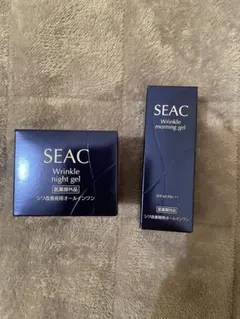 SEAC
Wrinkle
night gel
医薬部外品
シワ改善夜用オールインワン
SEAC
Wrinkle
morning gel
医薬部外品
シワ改善朝用オールインワン